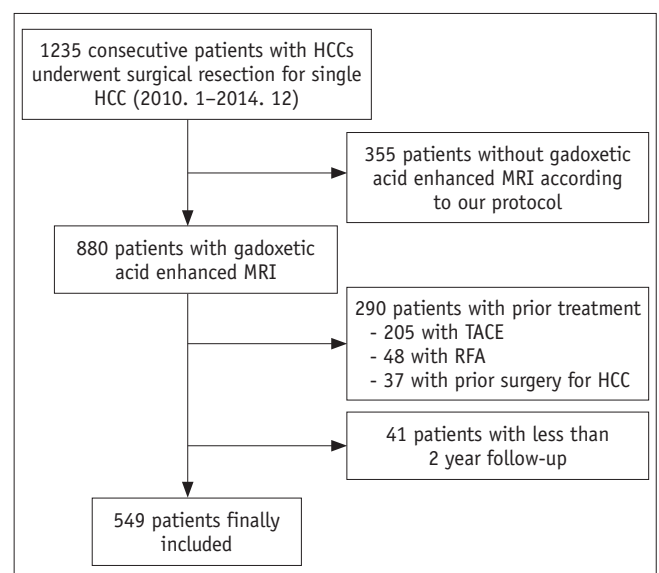 1235 consecutive patients with HCCs
underwent surgical resection for single
HCC (2010. 1–2014. 12)
355 patients without gadoxetic
acid enhanced MRI according
to our protocol
880 patients with gadoxetic
acid enhanced MRI
290 patients with prior treatment
- 205 with TACE
- 48 with RFA
- 37 with prior surgery for HCC
41 patients with less than
2 year follow-up
549 patients finally
included